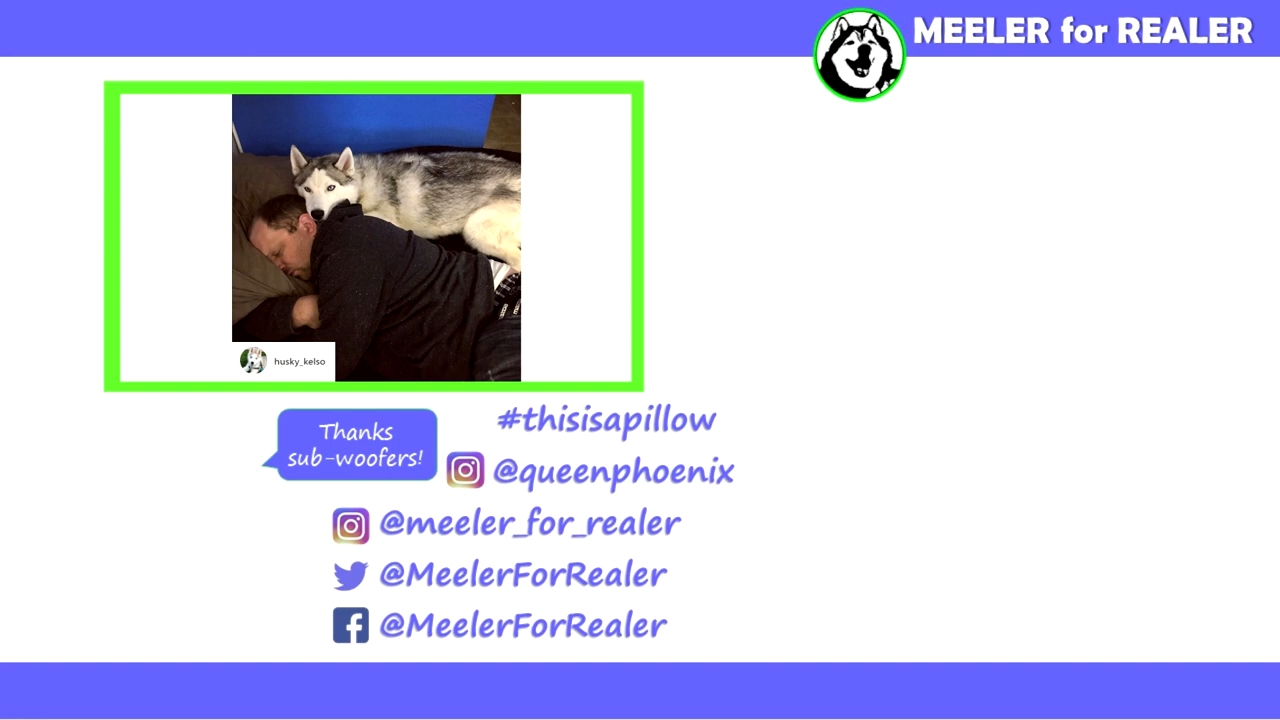 MEELER for REALER
husky_kelso
Thanks
sub-woofers!
#thisisapillow
@queenphoenix
@meeler_for_realer
@MeelerForRealer
@MeelerForRealer